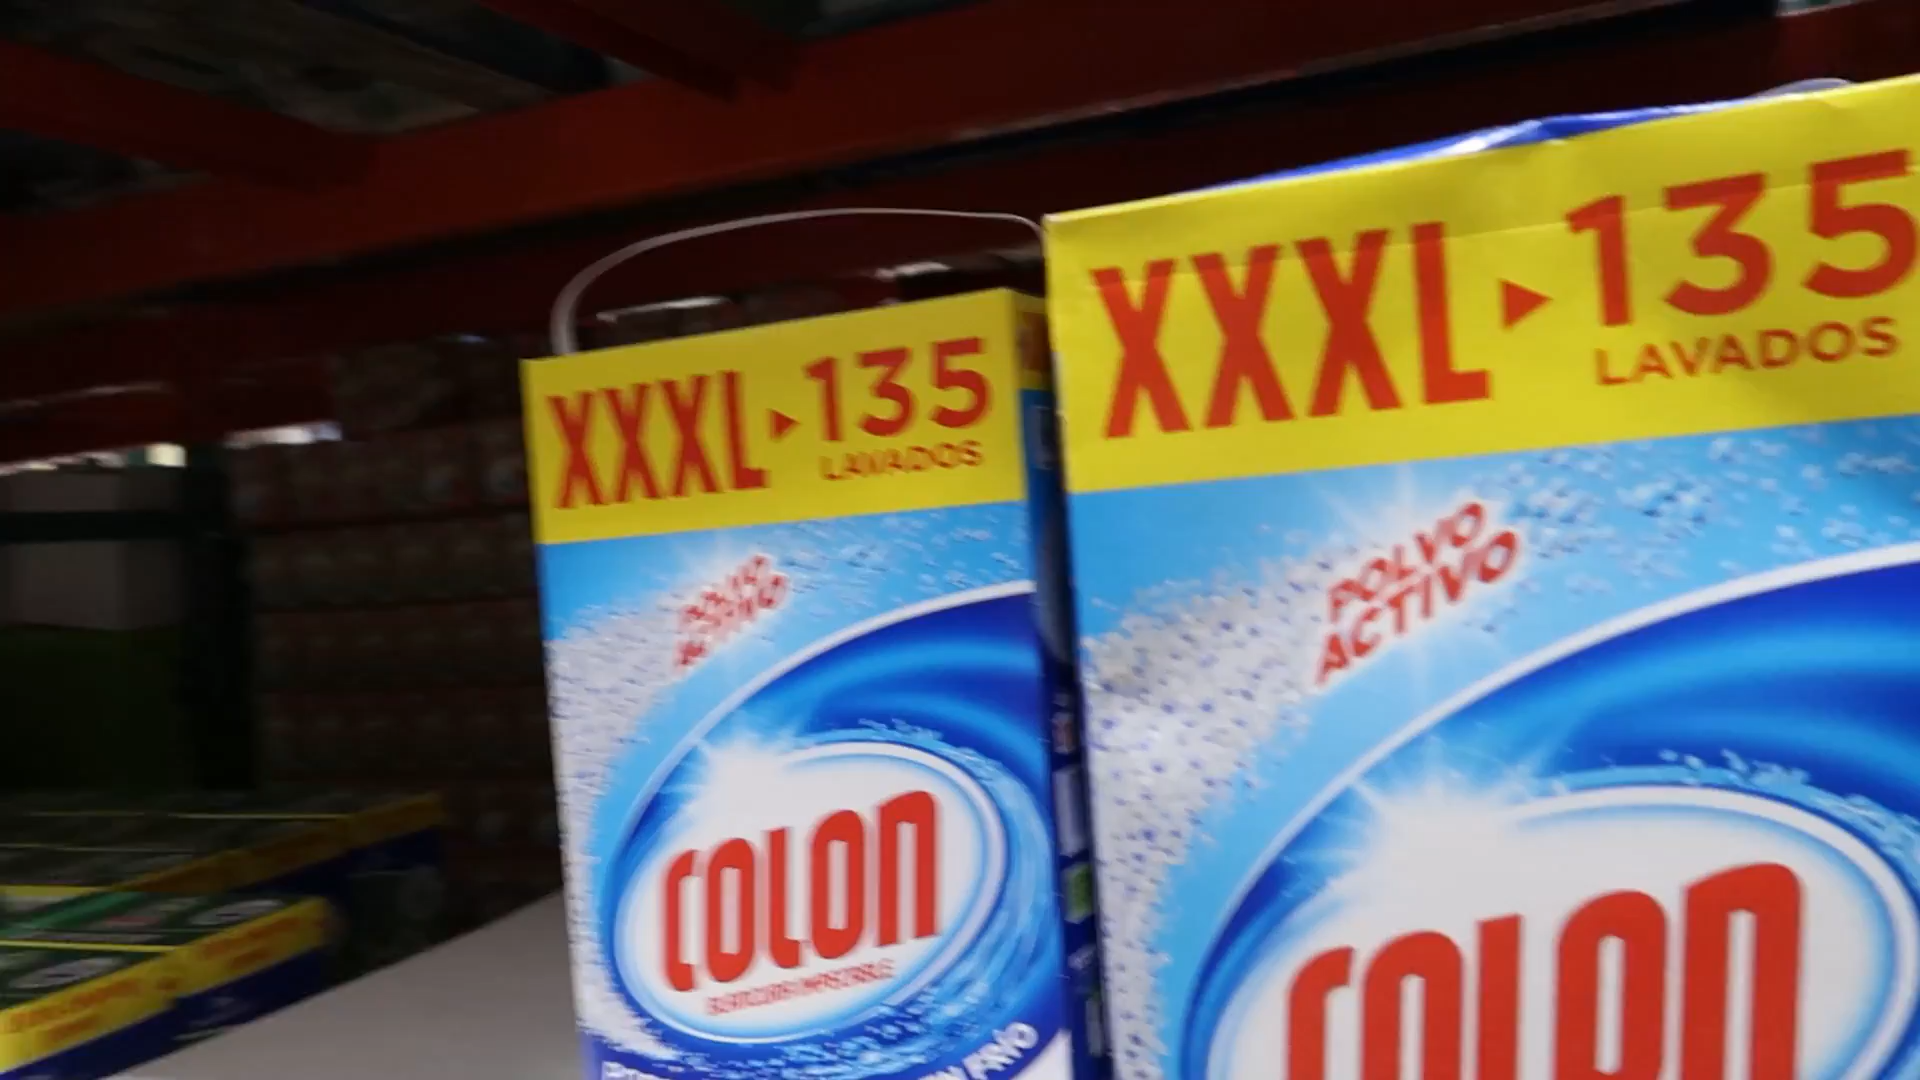 XXXL ▸ 135
LAVADOS
POLVO
ACTIVO
COLON
XXXL ▸ 135
LAVADOS
POLVO
ACTIVO
COLON